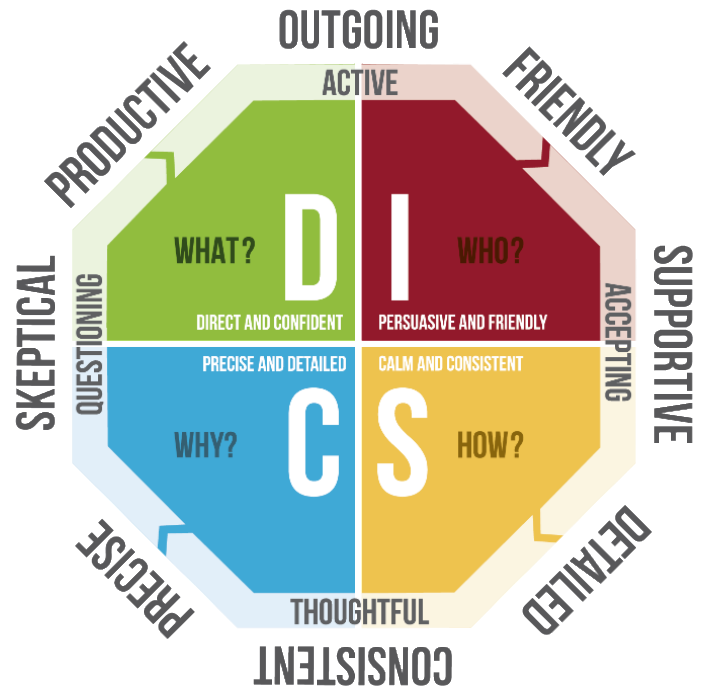 OUTGOING
ACTIVE
PRODUCTIVE
FRIENDLY
WHAT?
D
I
WHO?
DIRECT AND CONFIDENT
PERSUASIVE AND FRIENDLY
SKEPTICAL
QUESTIONING
ACCEPTING
SUPPORTIVE
PRECISE AND DETAILED
CALM AND CONSISTENT
WHY?
C
S
HOW?
PRECISE
DETAILED
THOUGHTFUL
CONSISTENT